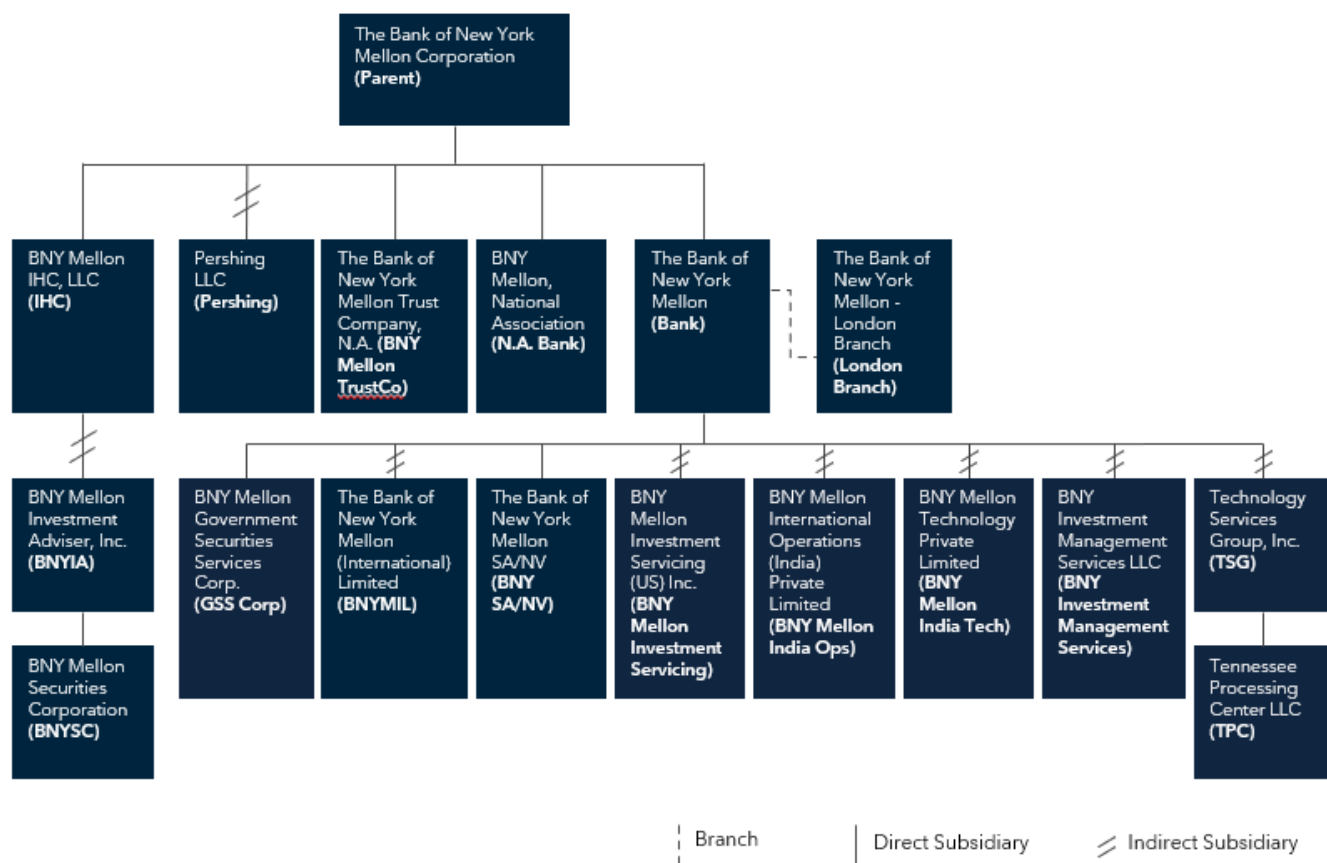 The Bank of New York
Mellon Corporation
(Parent)
BNY Mellon
IHC, LLC
(IHC)
Pershing
LLC
(Pershing)
The Bank of
New York
Mellon Trust
Company,
N.A. (BNY
Mellon
TrustCo)
BNY
Mellon,
National
Association
(N.A. Bank)
The Bank of
New York
Mellon
(Bank)
The Bank of
New York
Mellon -
London
Branch
(London
Branch)
BNY Mellon
Investment
Adviser, Inc.
(BNYIA)
BNY Mellon
Government
Securities
Services
Corp.
(GSS Corp)
The Bank of
New York
Mellon
(International)
Limited
(BNYMIL)
The Bank of
New York
Mellon
SA/NV
(BNY
SA/NV)
BNY
Mellon
Investment
Servicing
(US) Inc.
(BNY
Mellon
Investment
Servicing)
BNY Mellon
International
Operations
(India)
Private
Limited
(BNY Mellon
India Ops)
BNY Mellon
Technology
Private
Limited
(BNY
Mellon
India Tech)
BNY
Investment
Management
Services LLC
(BNY
Investment
Management
Services)
Technology
Services
Group, Inc.
(TSG)
BNY Mellon
Securities
Corporation
(BNYSC)
Tennessee
Processing
Center LLC
(TPC)
Branch
Direct Subsidiary
Indirect Subsidiary